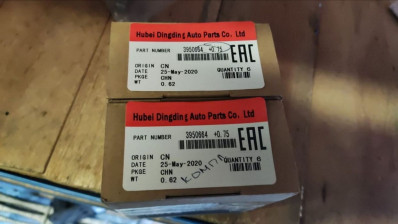 Hubei Dingding Auto Parts Co. Ltd
PART NUMBER 3950664 +0.75 EAC
ORIGIN CN
DATE 25-May-2020 QUANTITY 6
PKGE CHN
WT 0.62
Hubei Dingding Auto Parts Co. Ltd
PART NUMBER 3950664 +0.75 EAC
ORIGIN CN
DATE 25-May-2020 QUANTITY 6
PKGE CHN
WT 0.62